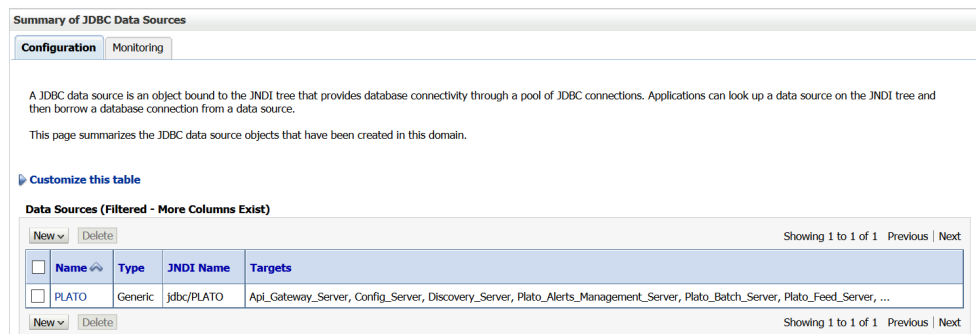 Summary of JDBC Data Sources
Configuration Monitoring
A JDBC data source is an object bound to the JNDI tree that provides database connectivity through a pool of JDBC connections. Applications can look up a data source on the JNDI tree and
then borrow a database connection from a data source.
This page summarizes the JDBC data source objects that have been created in this domain.
Customize this table
Data Sources (Filtered - More Columns Exist)
New Delete Showing 1 to 1 of 1 Previous | Next
Name Type JNDI Name Targets
PLATO Generic jdbc/PLATO Api_Gateway_Server, Config_Server, Discovery_Server, Plato_Alerts_Management_Server, Plato_Batch_Server, Plato_Feed_Server, ...
New Delete Showing 1 to 1 of 1 Previous | Next